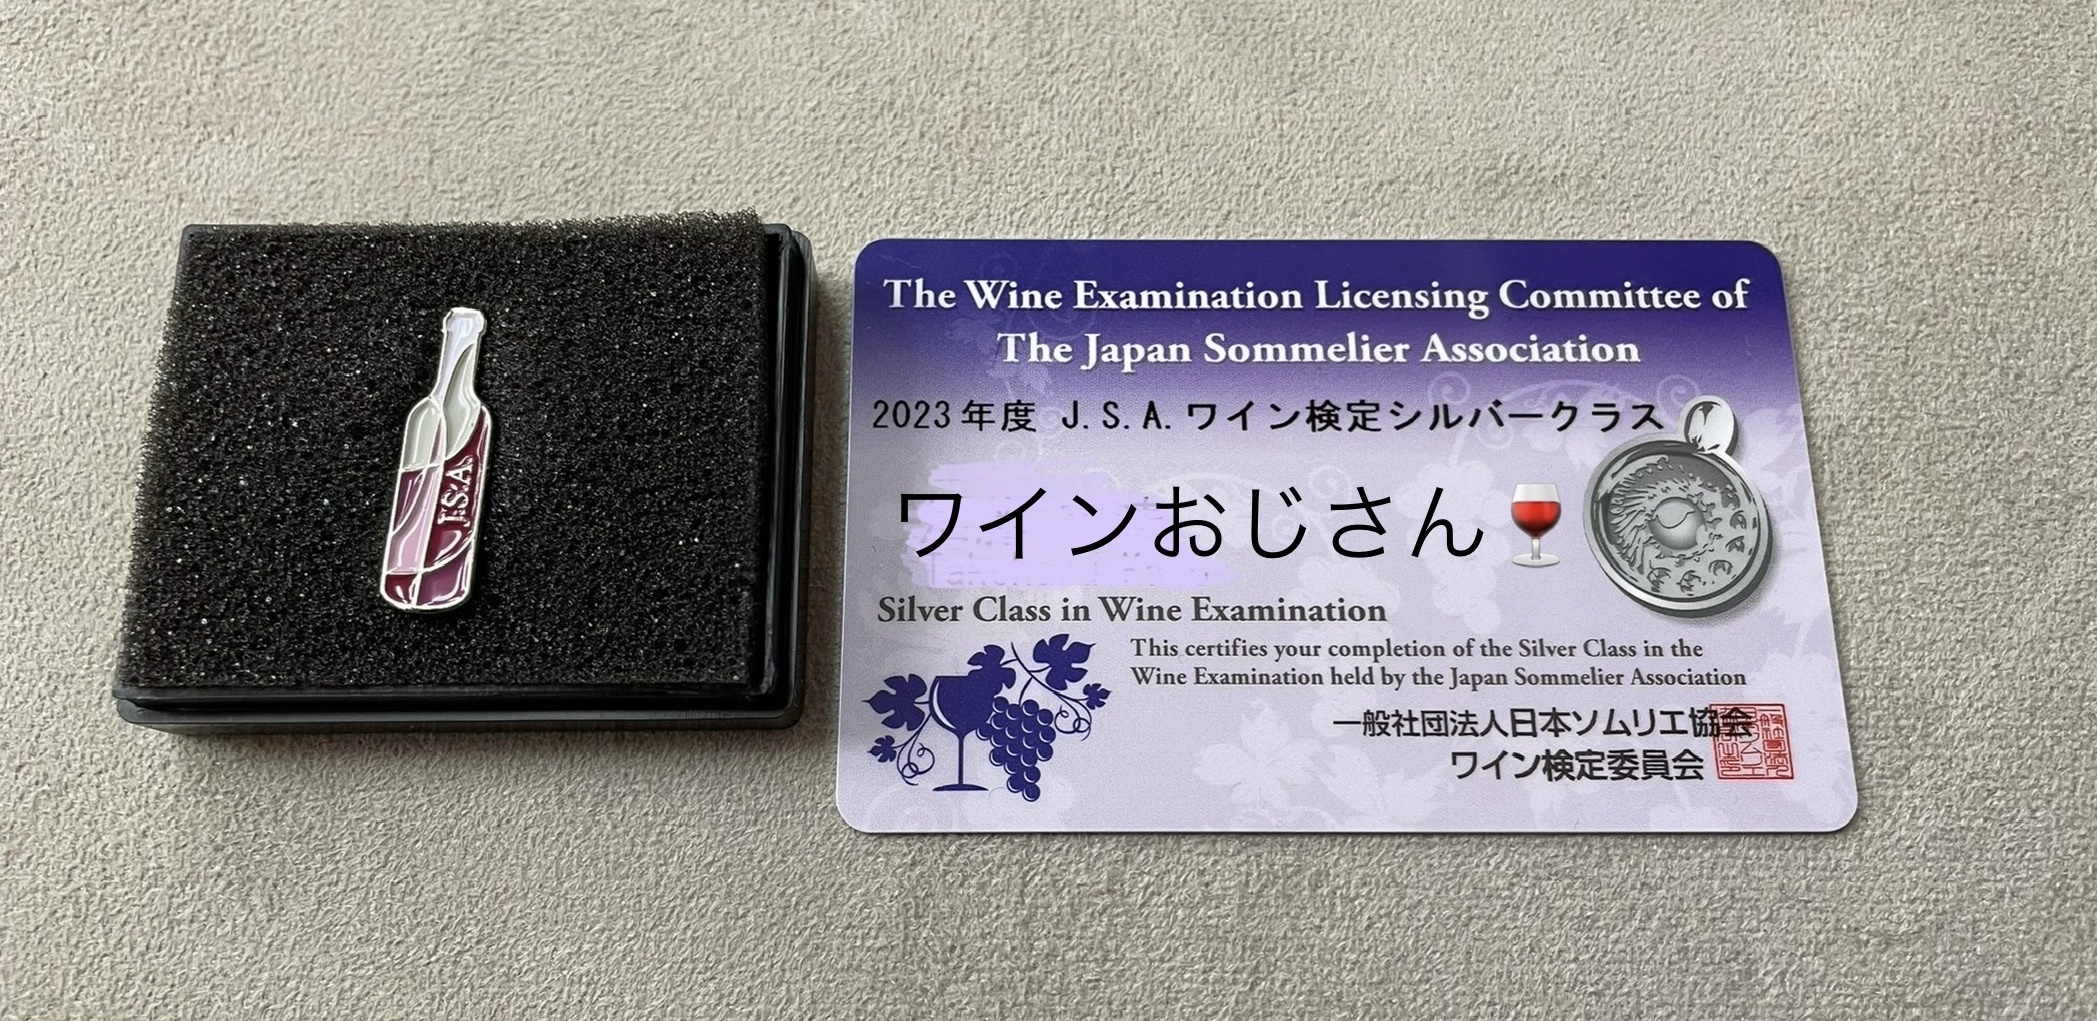 J.S.A
The Wine Examination Licensing Committee of
The Japan Sommelier Association
2023年度 J.S.A.ワイン検定シルバークラス
ワインおじさん🍷
Silver Class in Wine Examination
This certifies your completion of the Silver Class in the
Wine Examination held by the Japan Sommelier Association
一般社団法人日本ソムリエ協会
ワイン検定委員会